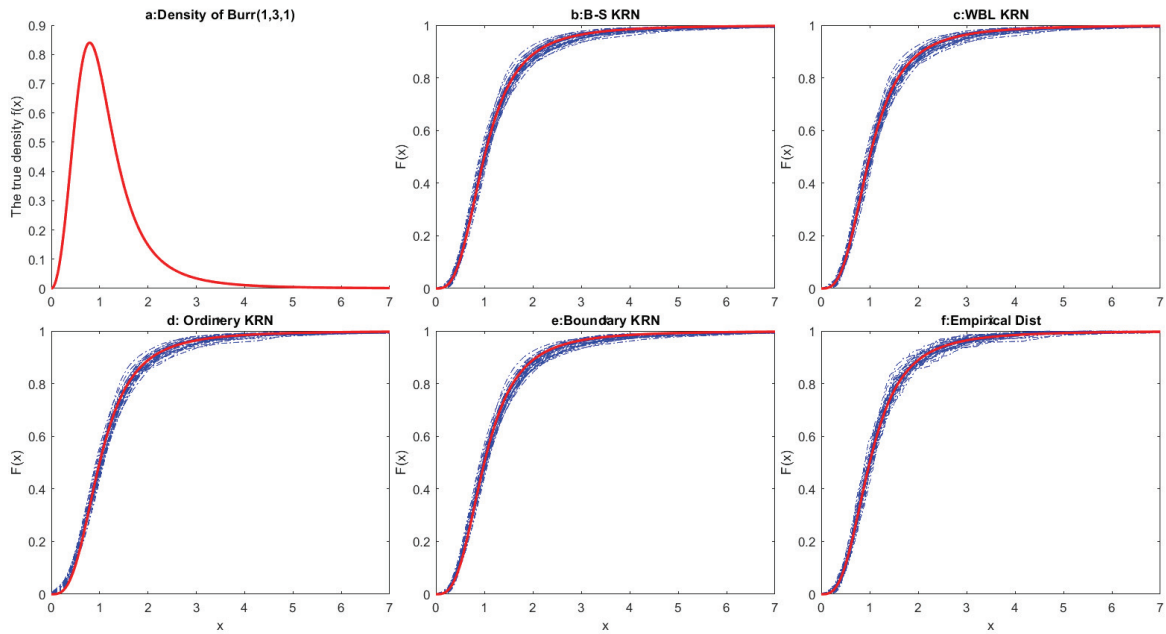 a:Density of Burr(1,3,1)
The true density f(x)
0.9
0.8
0.7
0.6
0.5
0.4
0.3
0.2
0.1
0
0 1 2 3 4 5 6 7
b:B-S KRN
F(x)
1
0.8
0.6
0.4
0.2
0
0 1 2 3 4 5 6 7
c:WBL KRN
F(x)
1
0.8
0.6
0.4
0.2
0
0 1 2 3 4 5 6 7
d: Ordinery KRN
F(x)
1
0.8
0.6
0.4
0.2
0
0 1 2 3 4 5 6 7
x
e:Boundary KRN
F(x)
1
0.8
0.6
0.4
0.2
0
0 1 2 3 4 5 6 7
x
f:Empirical Dist
F(x)
1
0.8
0.6
0.4
0.2
0
0 1 2 3 4 5 6 7
x